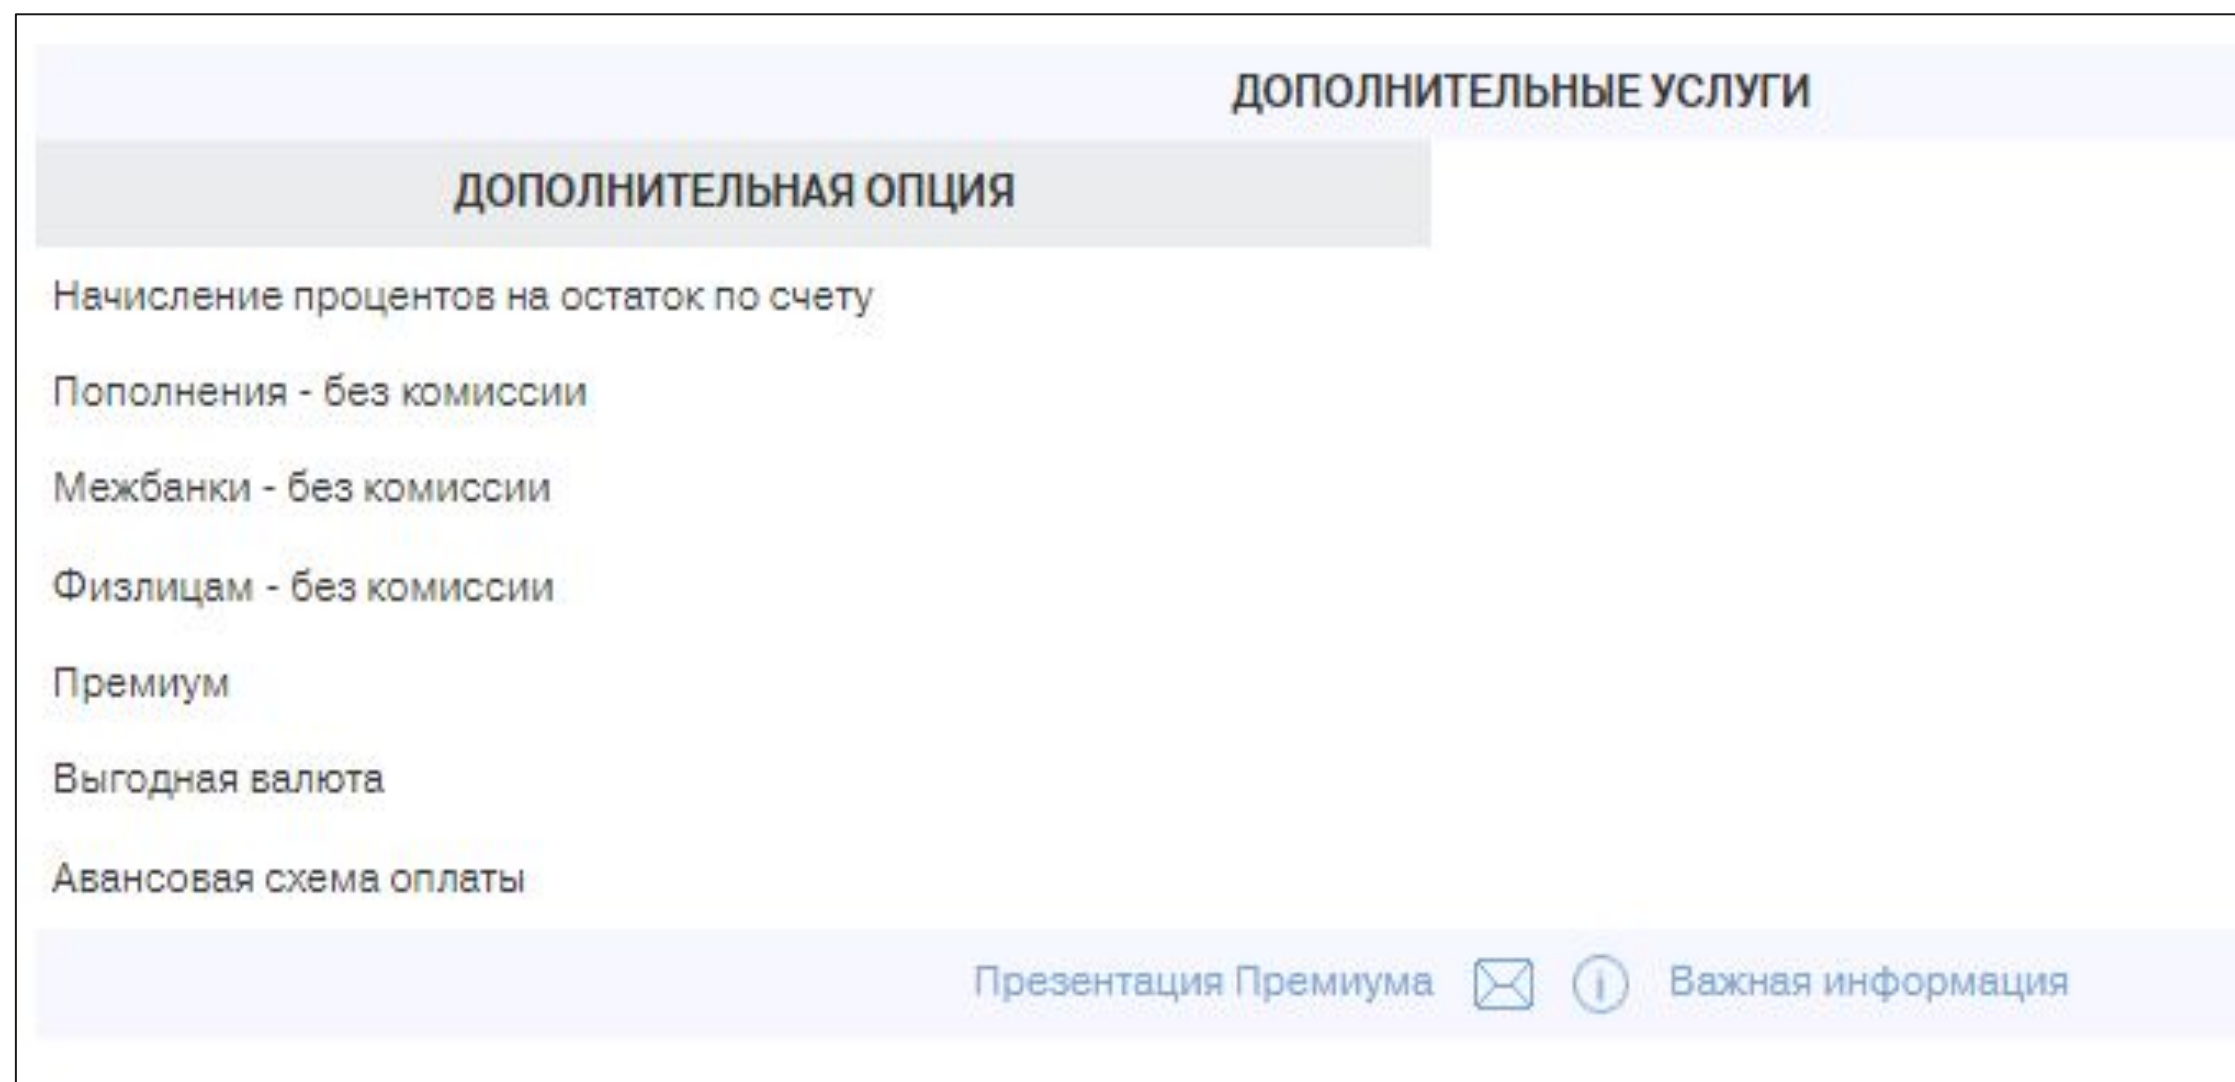 ДОПОЛНИТЕЛЬНЫЕ УСЛУГИ
ДОПОЛНИТЕЛЬНАЯ ОПЦИЯ
Начисление процентов на остаток по счету
Пополнения - без комиссии
Межбанки - без комиссии
Физлицам - без комиссии
Премиум
Выгодная валюта
Авансовая схема оплаты
Презентация Премиума Важная информация